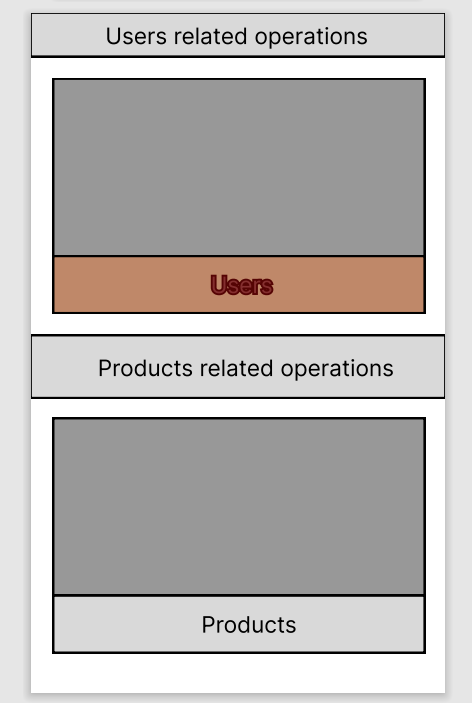 Users related operations
Users
Products related operations
Products